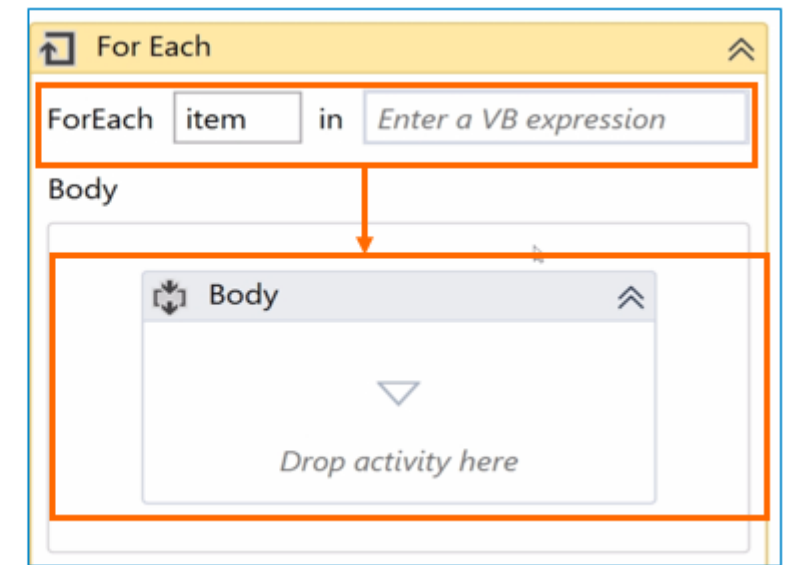 For Each
ForEach item in Enter a VB expression
Body
Body
Drop activity here